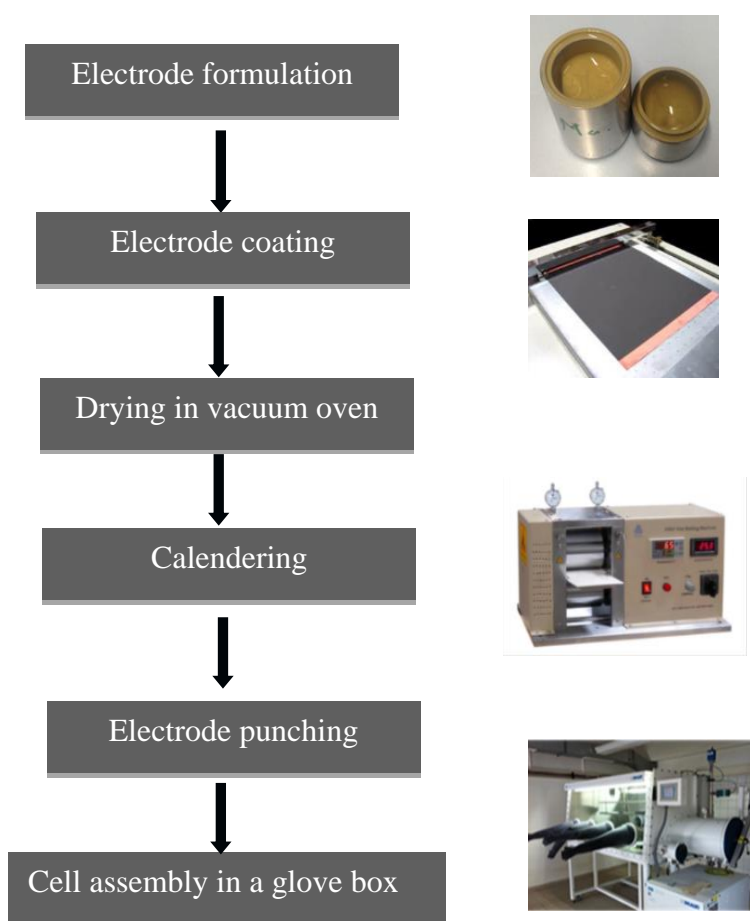 Electrode formulation
Electrode coating
Drying in vacuum oven
Calendering
Electrode punching
Cell assembly in a glove box